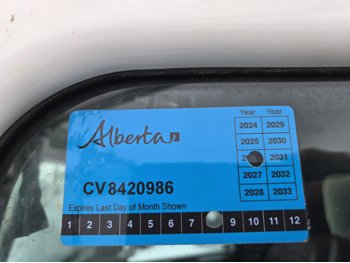 Year Year
Alberta
2024 2029
2025 2030
2031
CV8420986
2027 2032
2028 2033
Expires Last Day of Month Shown
1 2 3 4 5 6 7 9 10 11 12